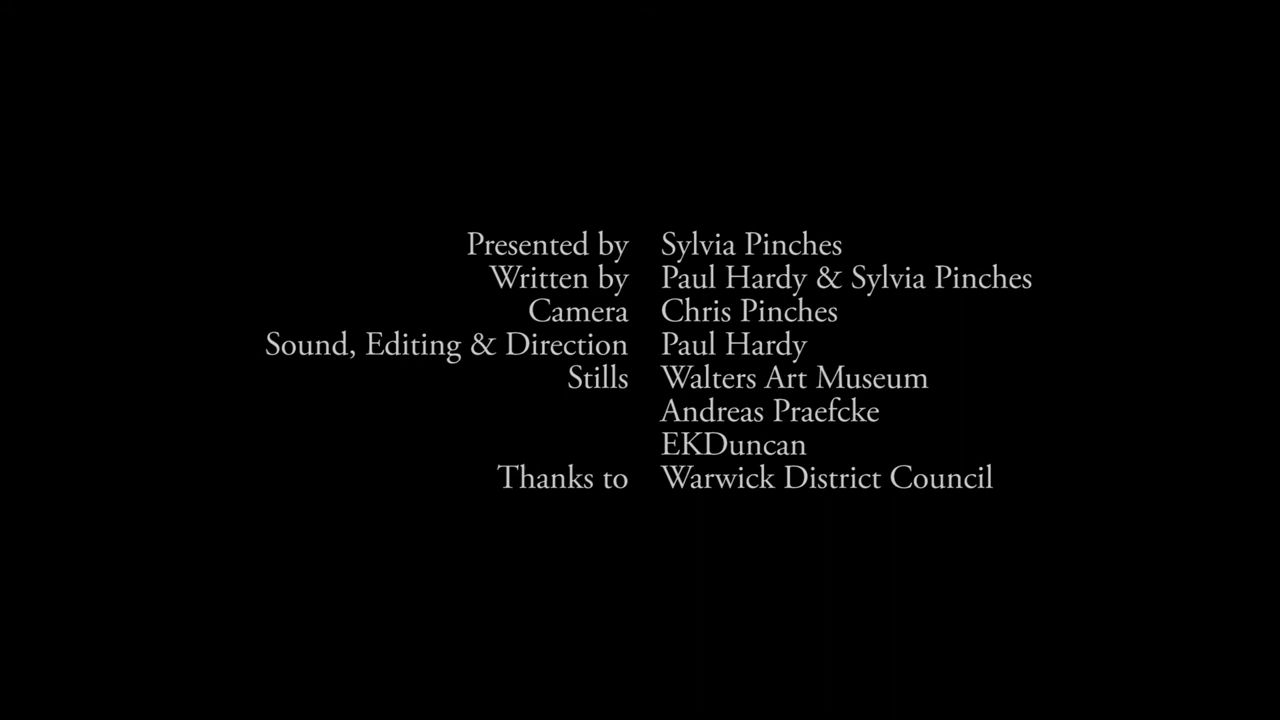 Presented by Sylvia Pinches
Written by Paul Hardy & Sylvia Pinches
Camera Chris Pinches
Sound, Editing & Direction Paul Hardy
Stills Walters Art Museum
Andreas Praefcke
EKDuncan
Thanks to Warwick District Council